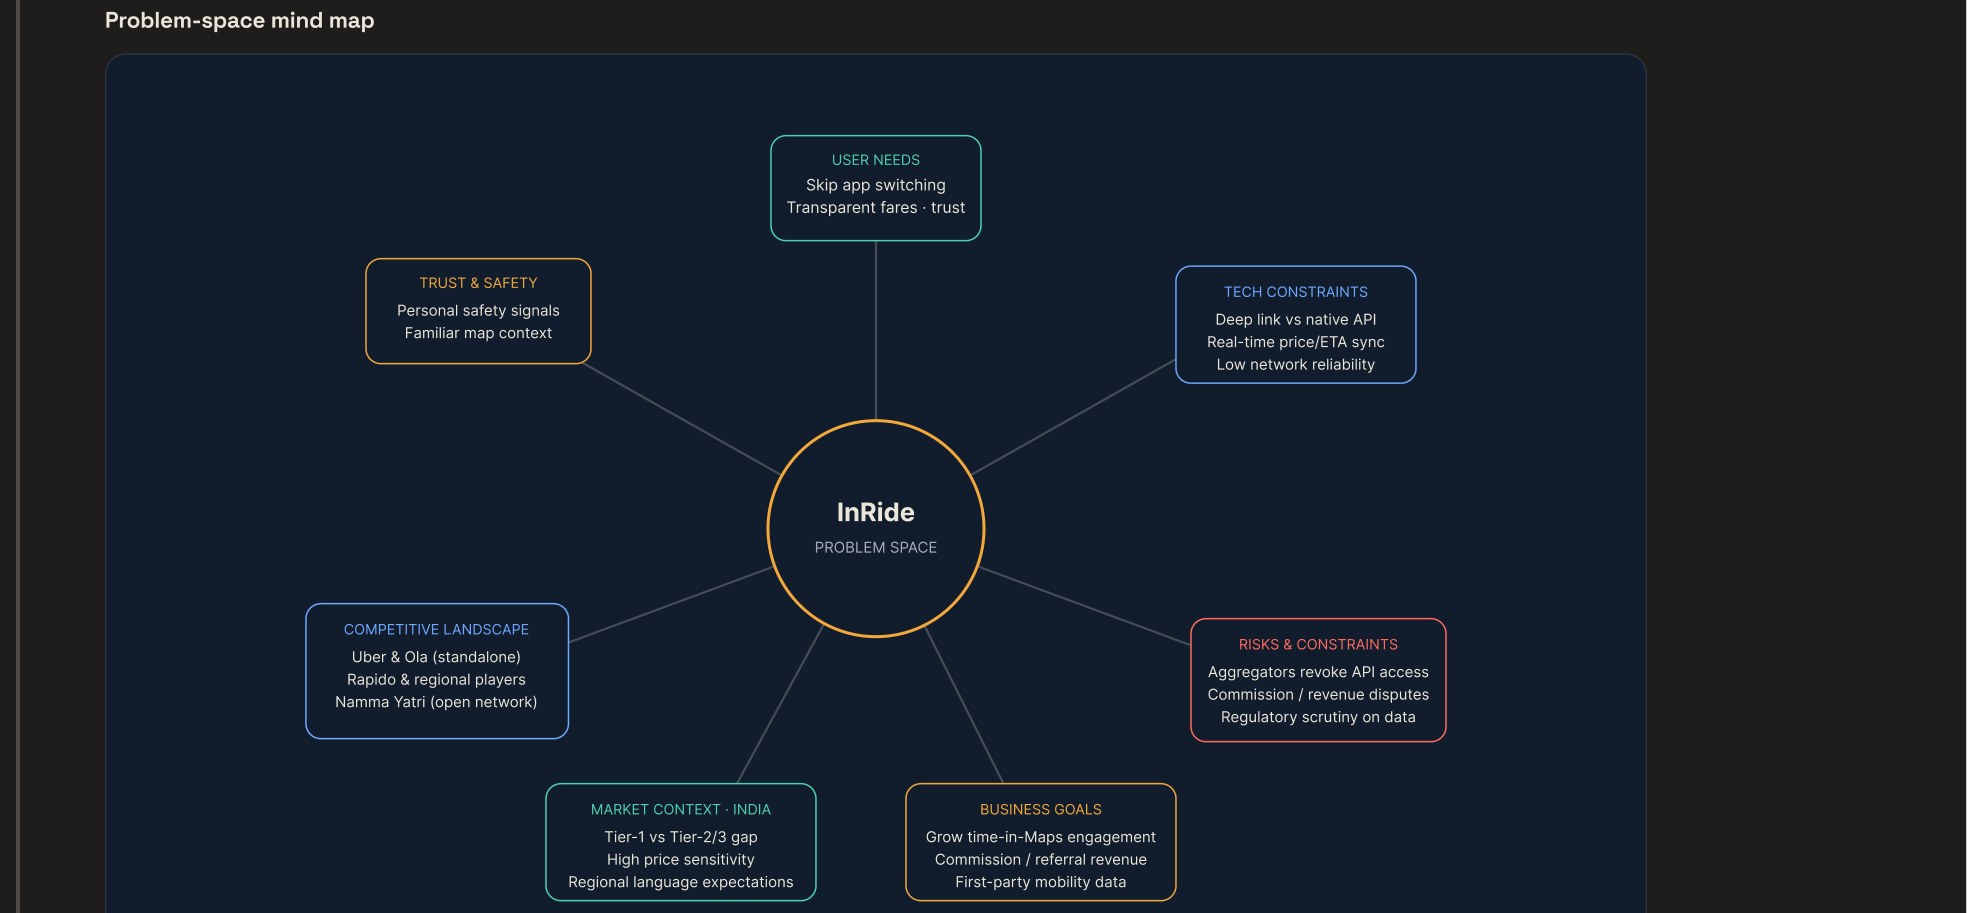 Problem-space mind map
USER NEEDS
Skip app switching
Transparent fares · trust
TRUST & SAFETY
Personal safety signals
Familiar map context
TECH CONSTRAINTS
Deep link vs native API
Real-time price/ETA sync
Low network reliability
InRide
PROBLEM SPACE
COMPETITIVE LANDSCAPE
Uber & Ola (standalone)
Rapido & regional players
Namma Yatri (open network)
RISKS & CONSTRAINTS
Aggregators revoke API access
Commission / revenue disputes
Regulatory scrutiny on data
MARKET CONTEXT · INDIA
Tier-1 vs Tier-2/3 gap
High price sensitivity
Regional language expectations
BUSINESS GOALS
Grow time-in-Maps engagement
Commission / referral revenue
First-party mobility data